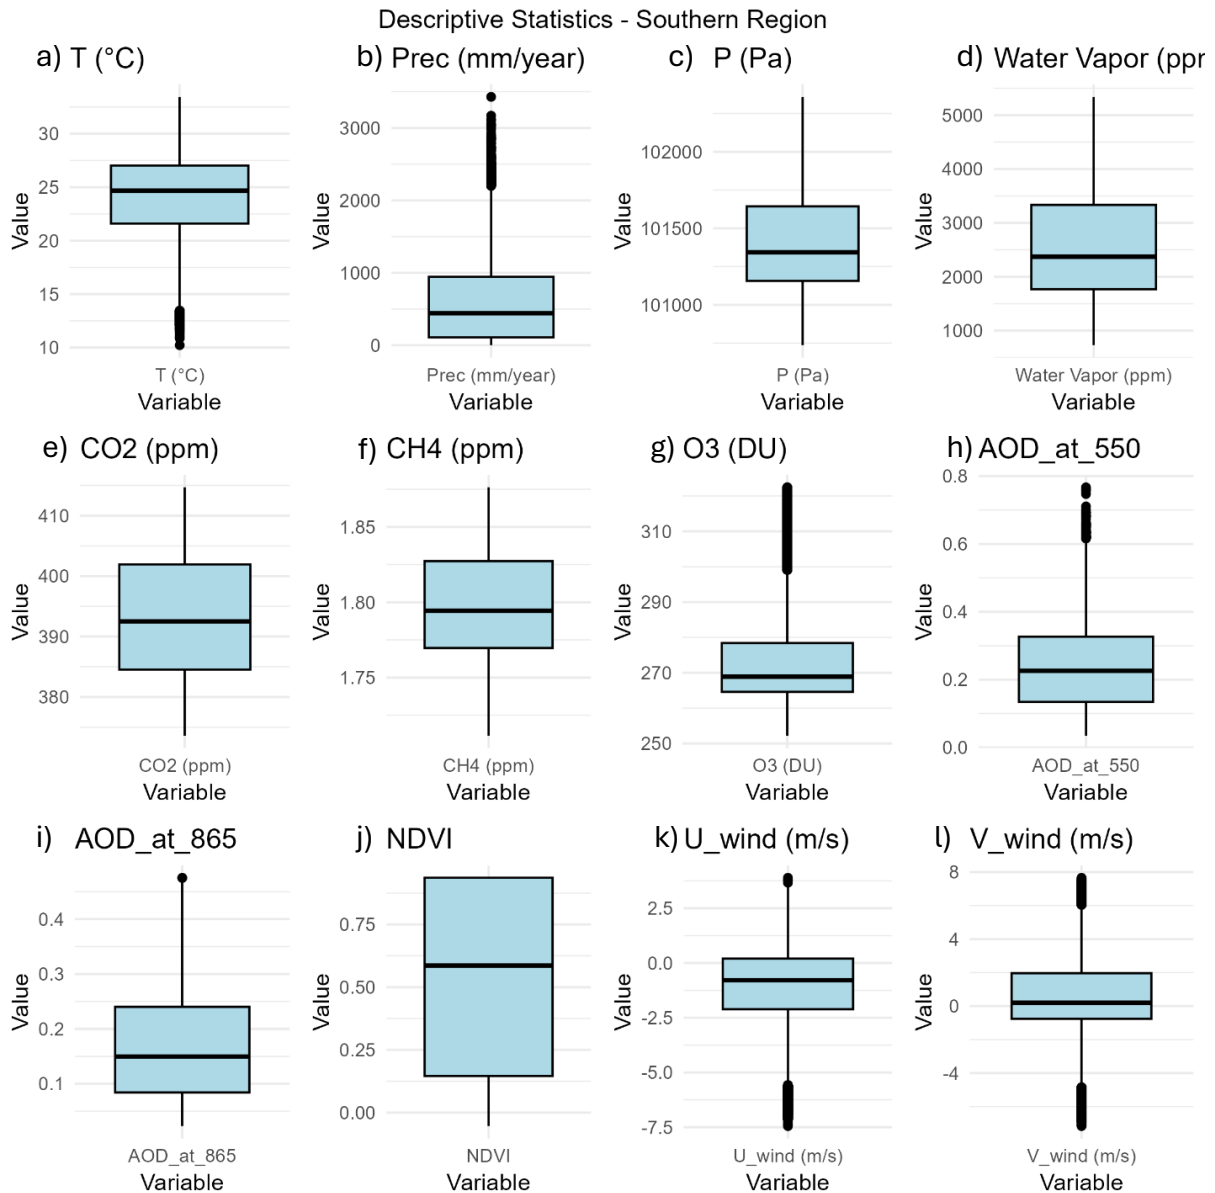 Descriptive Statistics - Southern Region
a) T (°C)
b) Prec (mm/year)
c) P (Pa)
d) Water Vapor (ppr
Value
30
25
20
15
10
T (°C)
Variable
Value
3000
2000
1000
0
Prec (mm/year)
Variable
Value
102000
101500
101000
P (Pa)
Variable
Value
5000
4000
3000
2000
1000
Water Vapor (ppm)
Variable
e) CO2 (ppm)
f) CH4 (ppm)
g) O3 (DU)
h) AOD_at_550
Value
410
400
390
380
CO2 (ppm)
Variable
Value
1.85
1.80
1.75
CH4 (ppm)
Variable
Value
310
290
270
250
O3 (DU)
Variable
Value
0.8
0.6
0.4
0.2
0.0
AOD_at_550
Variable
i) AOD_at_865
j) NDVI
k) U_wind (m/s)
l) V_wind (m/s)
Value
0.4
0.3
0.2
0.1
AOD_at_865
Variable
Value
0.75
0.50
0.25
0.00
NDVI
Variable
Value
2.5
0.0
-2.5
-5.0
-7.5
U_wind (m/s)
Variable
Value
8
4
0
-4
V_wind (m/s)
Variable